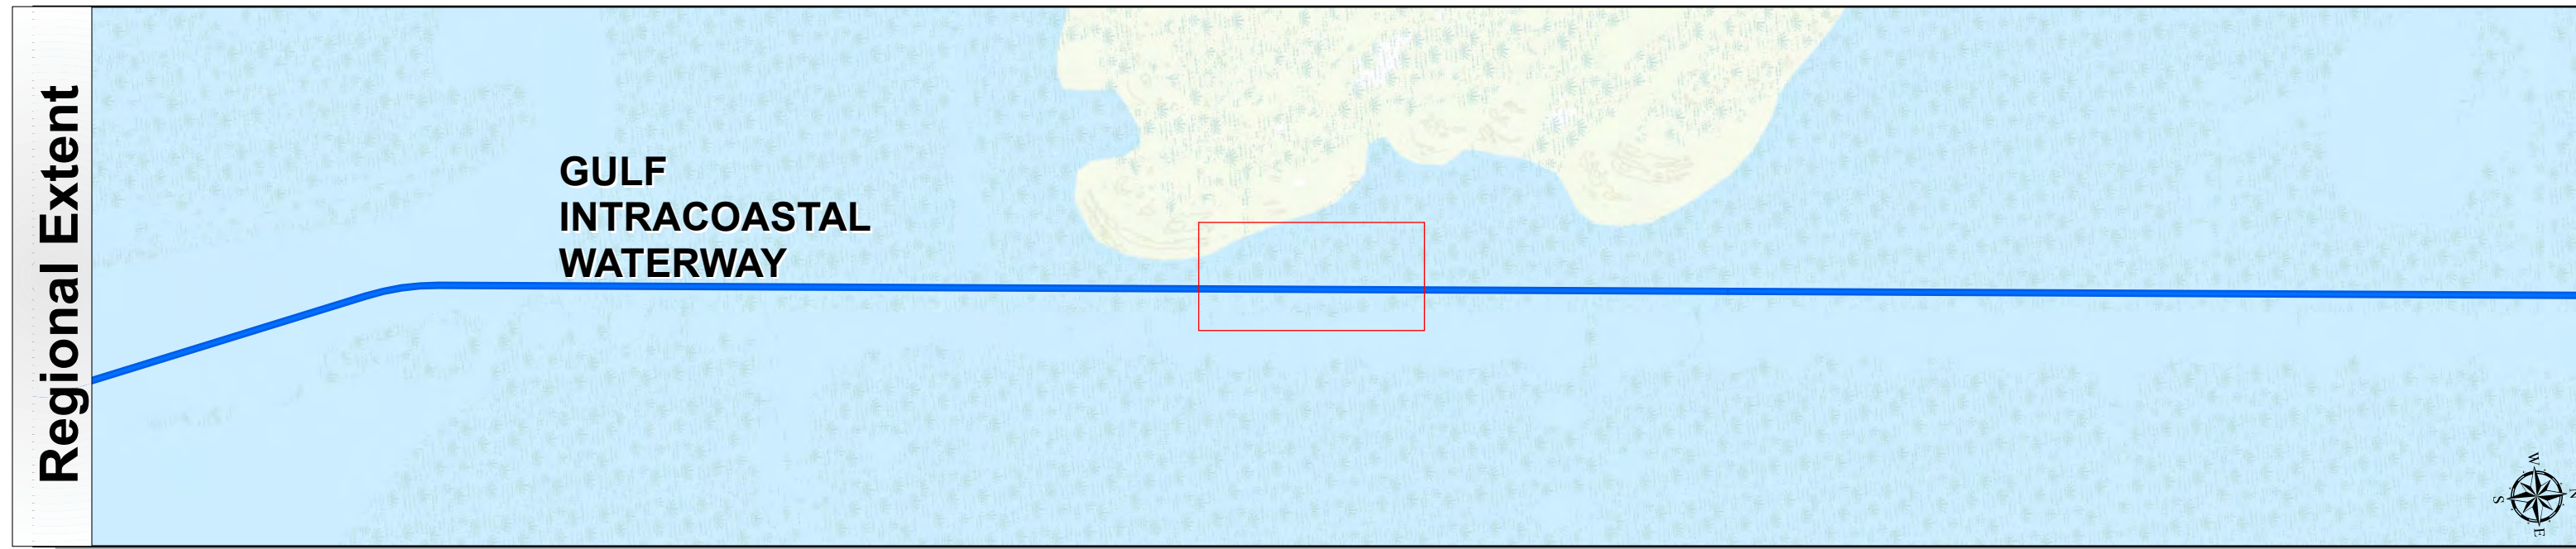 Regional Extent
GULF
INTRACOASTAL
WATERWAY
W
S
N
E